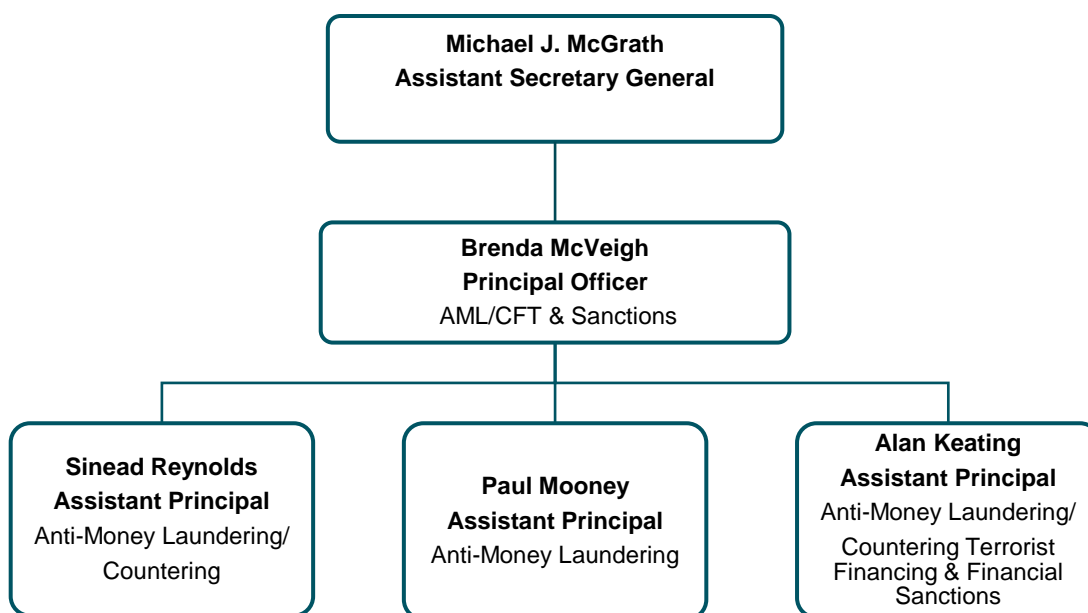 Michael J. McGrath
Assistant Secretary General
Brenda McVeigh
Principal Officer
AML/CFT & Sanctions
Sinead Reynolds
Assistant Principal
Anti-Money Laundering/
Countering
Paul Mooney
Assistant Principal
Anti-Money Laundering
Alan Keating
Assistant Principal
Anti-Money Laundering/
Countering Terrorist
Financing & Financial
Sanctions